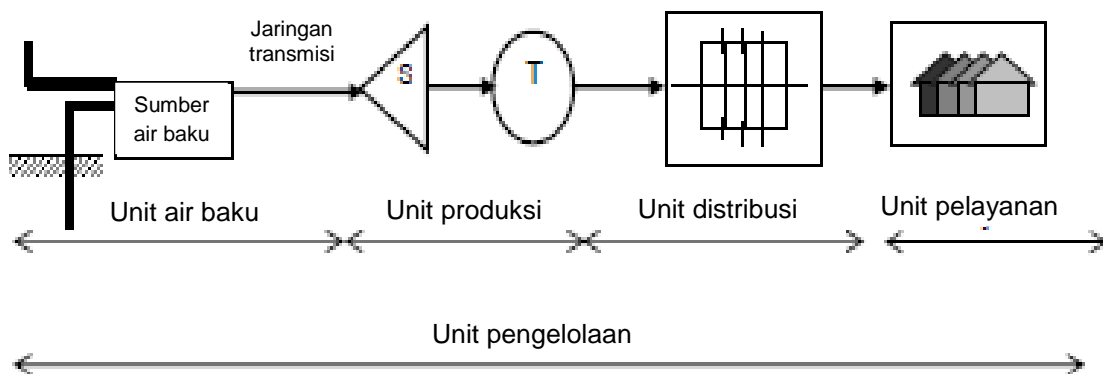 Jaringan
transmisi
Sumber
air baku
S
T
Unit air baku
Unit produksi
Unit distribusi
Unit pelayanan
Unit pengelolaan